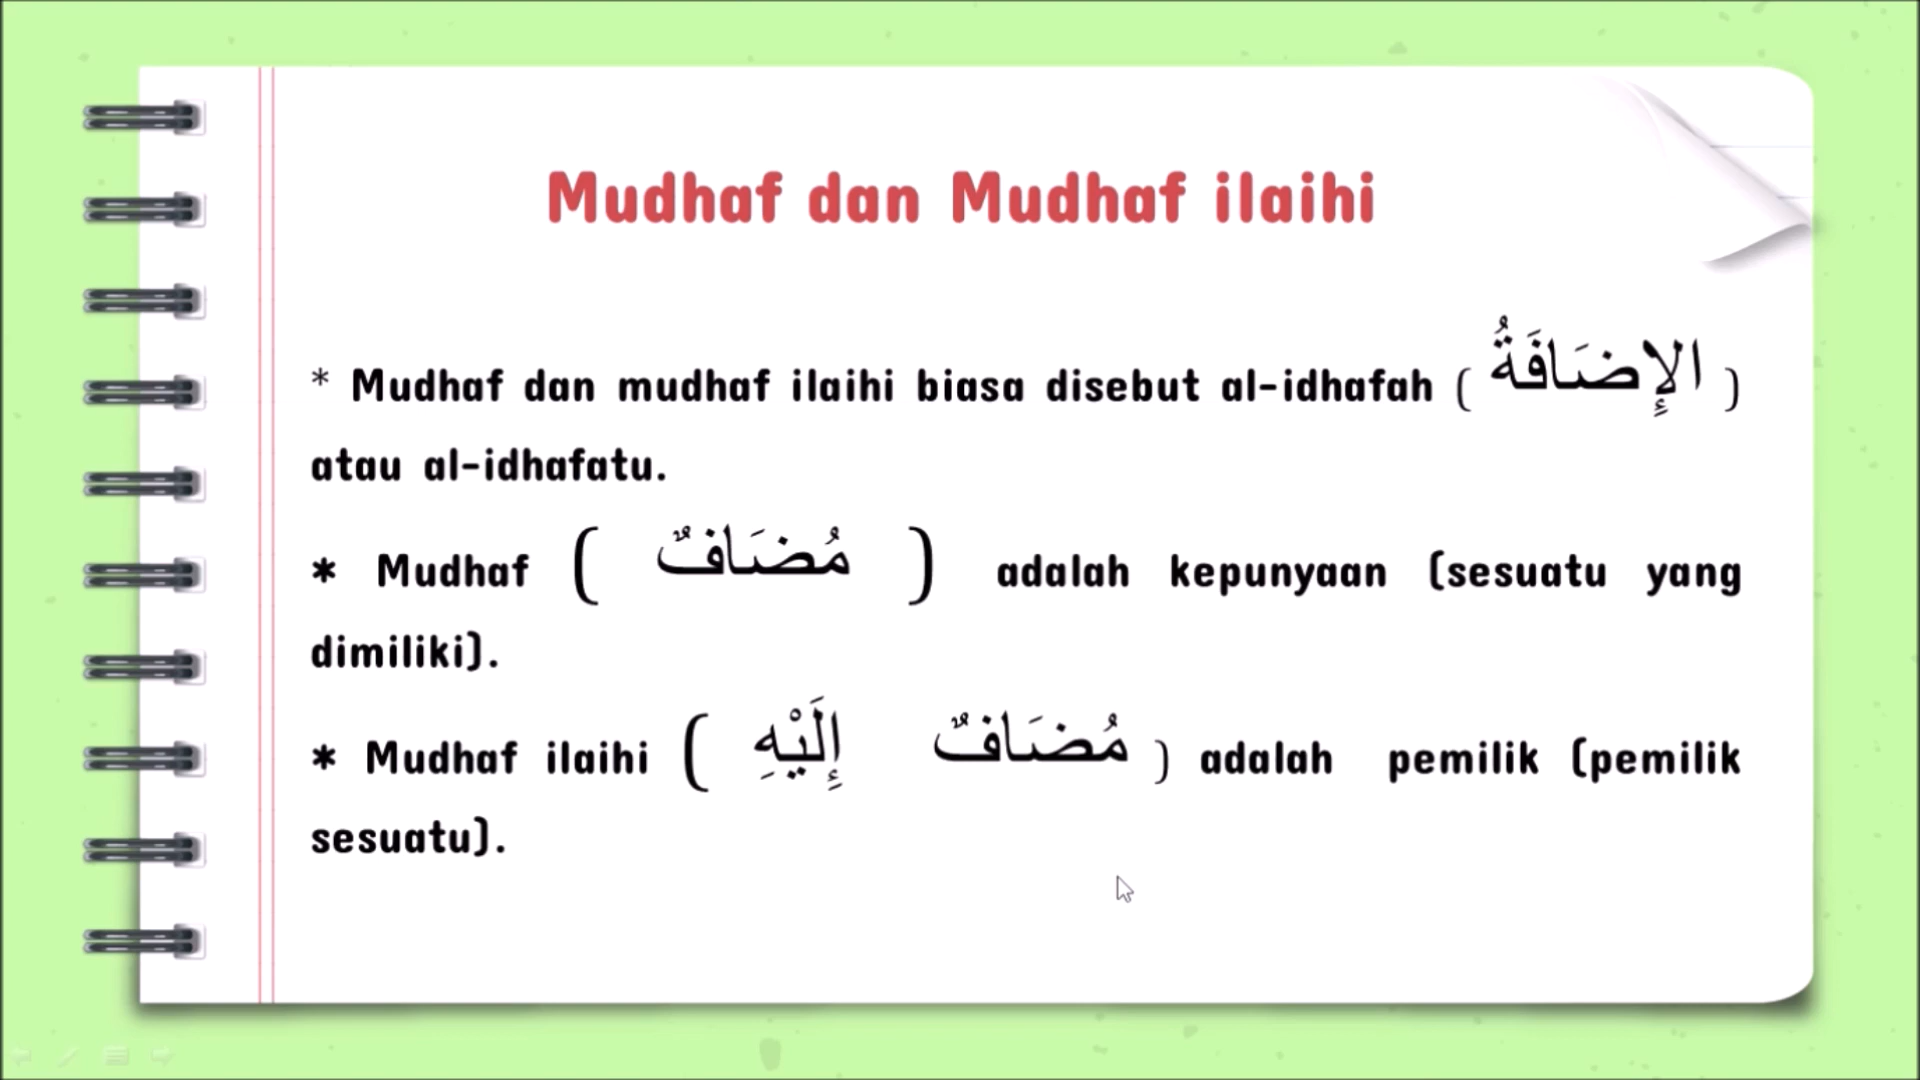 Mudhaf dan Mudhaf ilaihi
* Mudhaf dan mudhaf ilaihi biasa disebut al-idhafah ( الإِضَافَةُ )
atau al-idhafatu.
* Mudhaf ( مُضَافٌ ) adalah kepunyaan (sesuatu yang
dimiliki).
* Mudhaf ilaihi ( مُضَافٌ إِلَيْهِ ) adalah pemilik (pemilik
sesuatu).